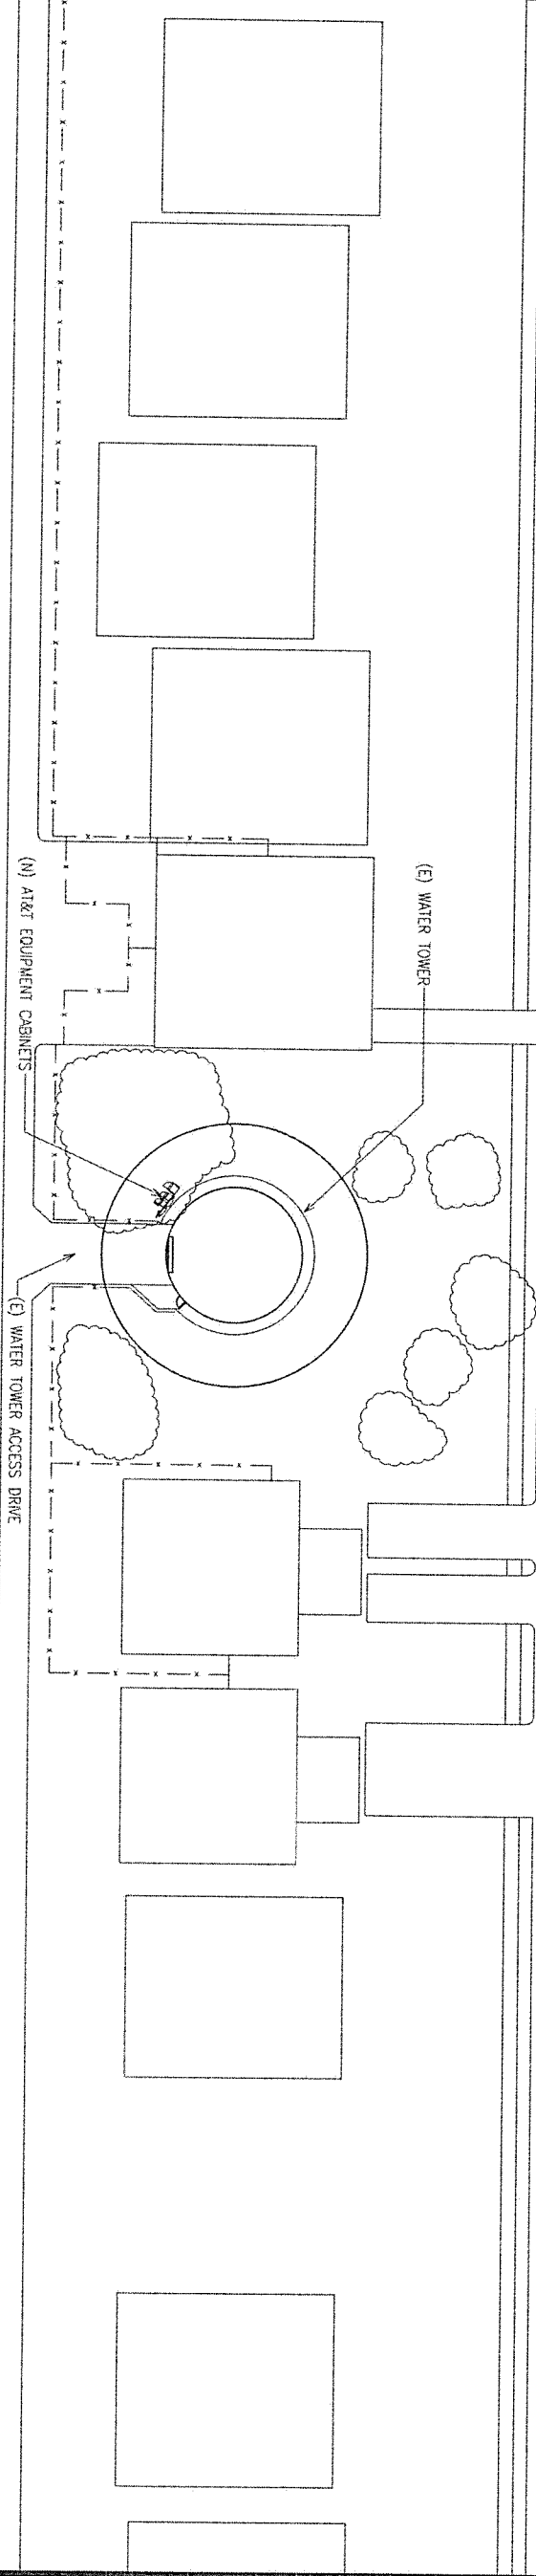 (E) WATER TOWER
(N) AT&T EQUIPMENT CABINETS
(E) WATER TOWER ACCESS DRIVE